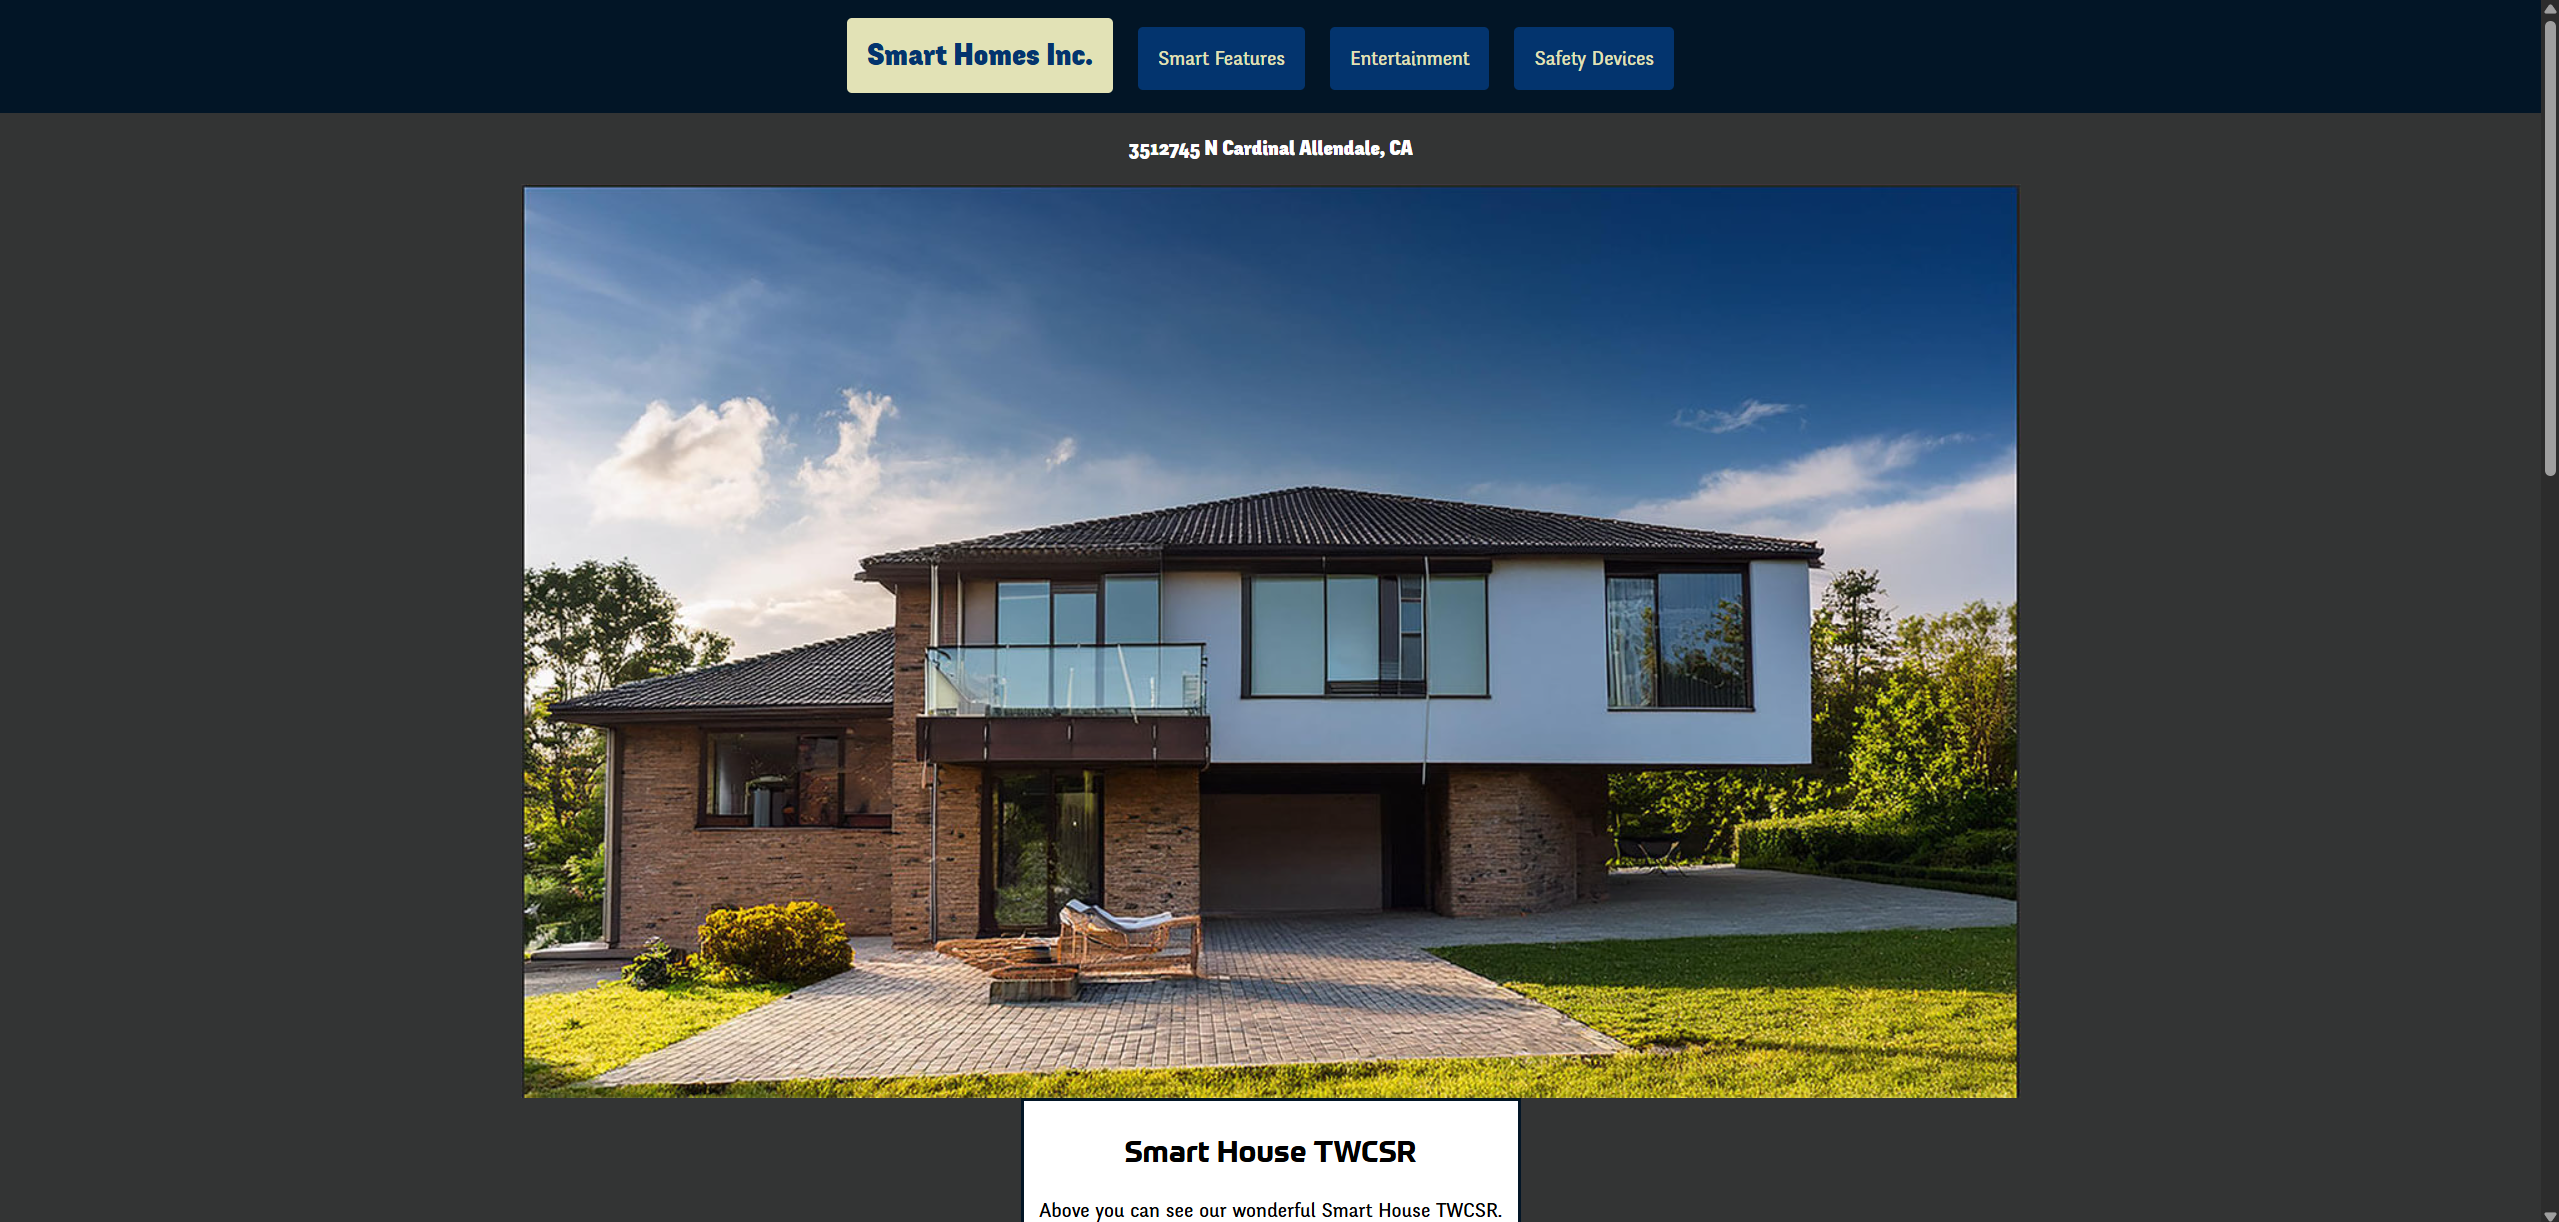 Smart Homes Inc.
Smart Features
Entertainment
Safety Devices
3512745 N Cardinal Allendale, CA
Smart House TWCSR
Above you can see our wonderful Smart House TWCSR.